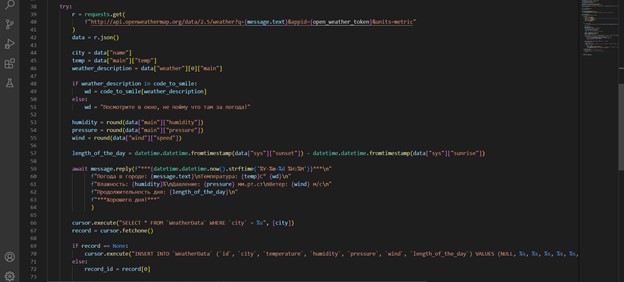 38 try:
39 r = requests.get(
40 f"http://api.openweathermap.org/data/2.5/weather?q={message.text}&appid={open_weather_token}&units=metric"
41 )
42 data = r.json()
43
44 city = data["name"]
45 temp = data["main"]["temp"]
46 weather_description = data["weather"][0]["main"]
47
48 if weather_description in code_to_smile:
49 wd = code_to_smile[weather_description]
50 else:
51 wd = "Посмотрите в окно, не пойму что там за погода!"
52
53 humidity = round(data["main"]["humidity"])
54 pressure = round(data["main"]["pressure"])
55 wind = round(data["wind"]["speed"])
56
57 length_of_the_day = datetime.datetime.fromtimestamp(data["sys"]["sunset"]) - datetime.datetime.fromtimestamp(data["sys"]["sunrise"])
58
59 await message.reply(f"***{datetime.datetime.now().strftime('%Y-%m-%d %H:%M')}***\n"
60 f"Погода в городе: {message.text}\nТемпература: {temp}C° {wd}\n"
61 f"Влажность: {humidity}%\nДавление: {pressure} мм.рт.ст\nВетер: {wind} м/с\n"
62 f"Продолжительность дня: {length_of_the_day}\n"
63 f"***Хорошего дня!***"
64 )
65
66 cursor.execute("SELECT * FROM `WeatherData` WHERE `city` = %s", [city])
67 record = cursor.fetchone()
68
69 if record == None:
70 cursor.execute("INSERT INTO `WeatherData` (`id`, `city`, `temperature`, `humidity`, `pressure`, `wind`, `length_of_the_day`) VALUES (NULL, %s, %s, %s, %s, %s,
71 else:
72 record_id = record[0]
73